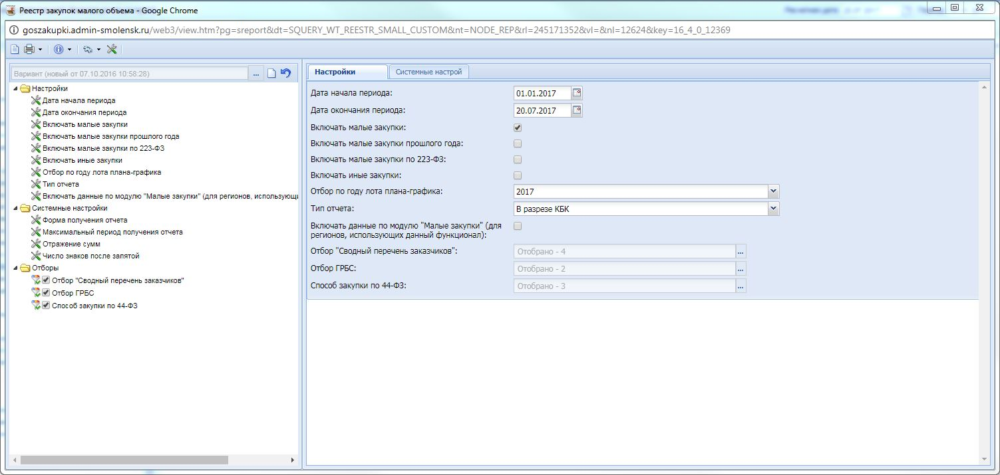 Реестр закупок малого объема - Google Chrome
goszakupki.admin-smolensk.ru/web3/view.htm?pg=sreport&dt=SQUERY_WT_REESTR_SMALL_CUSTOM&nt=NODE_REP&rl=245171352&vl=&nl=12624&key=16_4_0_12369
Вариант (новый от 07.10.2016 10:58:28)
...
Настройки
Дата начала периода
Дата окончания периода
Включать малые закупки
Включать малые закупки прошлого года
Включать малые закупки по 223-ФЗ
Включать иные закупки
Отбор по году лота плана-графика
Тип отчета
Включать данные по модулю "Малые закупки" (для регионов, использующи
Системные настройки
Форма получения отчета
Максимальный период получения отчета
Отражение сумм
Число знаков после запятой
Отборы
Отбор "Сводный перечень заказчиков"
Отбор ГРБС
Способ закупки по 44-ФЗ
Настройки
Системные настрой
Дата начала периода: 01.01.2017
Дата окончания периода: 20.07.2017
Включать малые закупки:
Включать малые закупки прошлого года:
Включать малые закупки по 223-ФЗ:
Включать иные закупки:
Отбор по году лота плана-графика: 2017
Тип отчета: В разрезе КБК
Включать данные по модулю "Малые закупки" (для
регионов, использующих данный функционал):
Отбор "Сводный перечень заказчиков": Отобрано - 4 ...
Отбор ГРБС: Отобрано - 2 ...
Способ закупки по 44-ФЗ: Отобрано - 3 ...